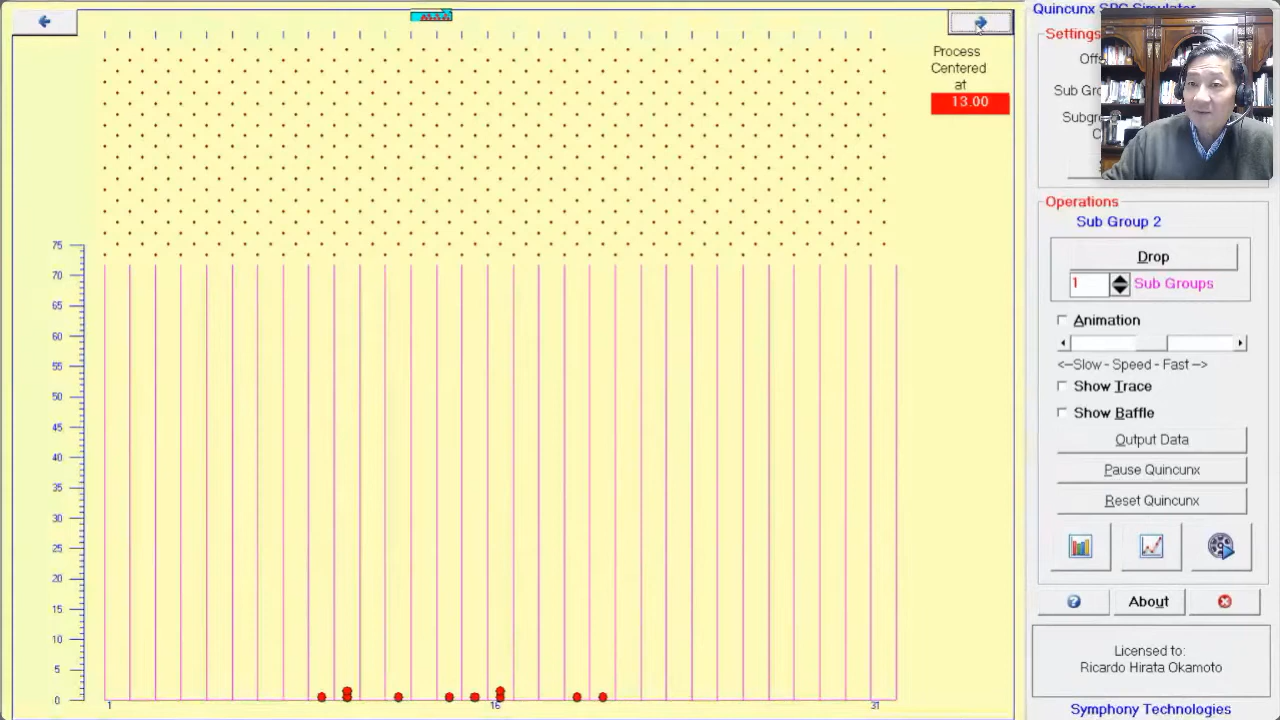 Quincunx SPC Simulator
Settings
Process
Centered
at
13.00
Sub Gro
Subgr
C
Operations
Sub Group 2
Drop
1 Sub Groups
Animation
<--Slow - Speed - Fast -->
Show Trace
Show Baffle
Output Data
Pause Quincunx
Reset Quincunx
? About
Licensed to:
Ricardo Hirata Okamoto
Symphony Technologies
75
70
65
60
55
50
45
40
35
30
25
20
15
10
5
0
1 16 31